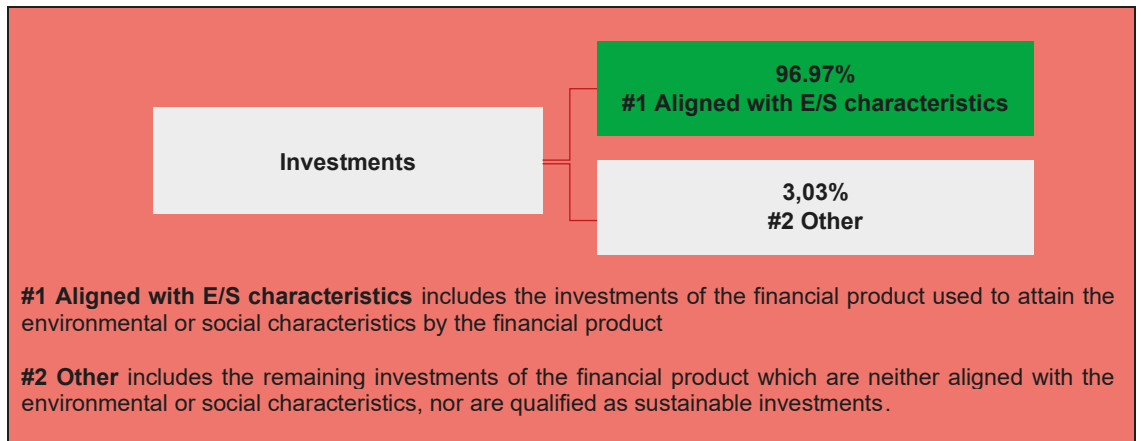 96.97%
#1 Aligned with E/S characteristics
Investments
3,03%
#2 Other
#1 Aligned with E/S characteristics includes the investments of the financial product used to attain the
environmental or social characteristics by the financial product
#2 Other includes the remaining investments of the financial product which are neither aligned with the
environmental or social characteristics, nor are qualified as sustainable investments.